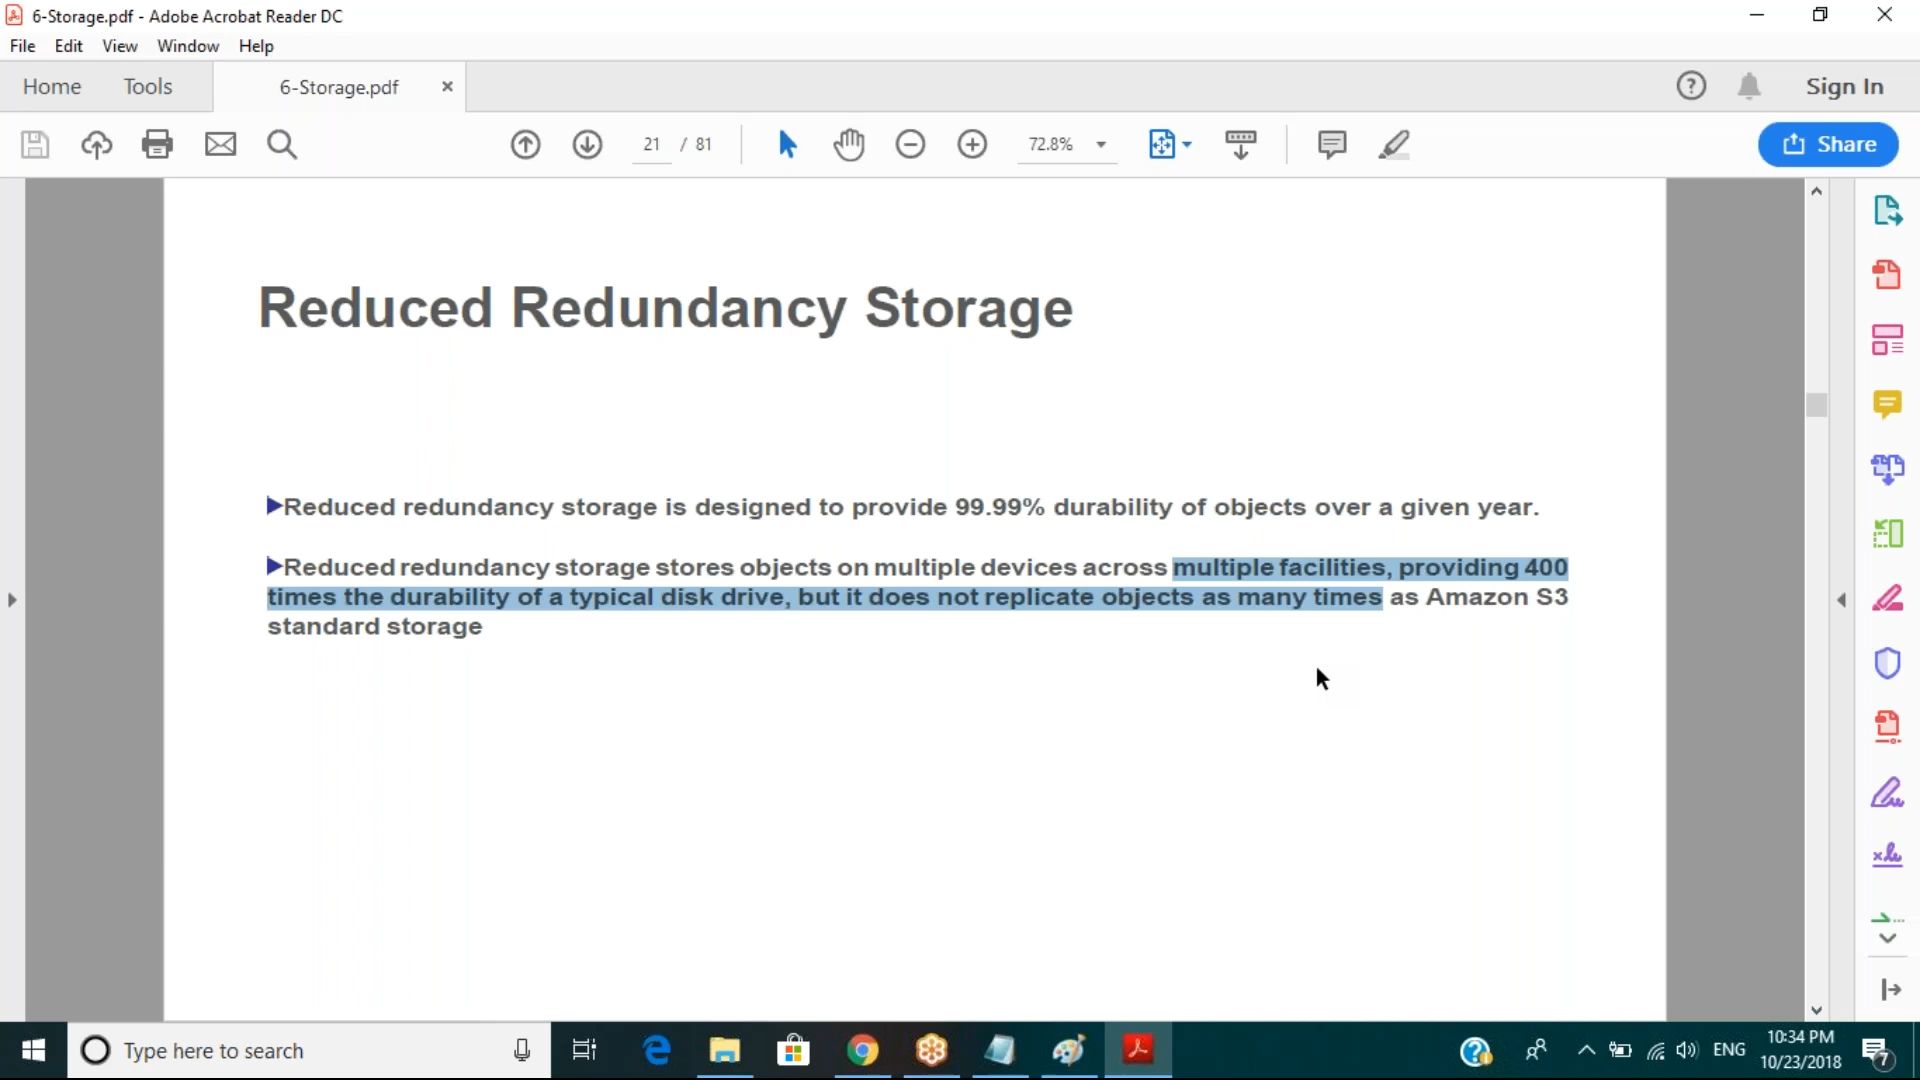 6-Storage.pdf - Adobe Acrobat Reader DC
File Edit View Window Help
Home Tools 6-Storage.pdf × Sign In
21 / 81 72.8% Share
Reduced Redundancy Storage
▶Reduced redundancy storage is designed to provide 99.99% durability of objects over a given year.
▶Reduced redundancy storage stores objects on multiple devices across multiple facilities, providing 400
times the durability of a typical disk drive, but it does not replicate objects as many times as Amazon S3
standard storage
Type here to search
ENG
10:34 PM
10/23/2018
7